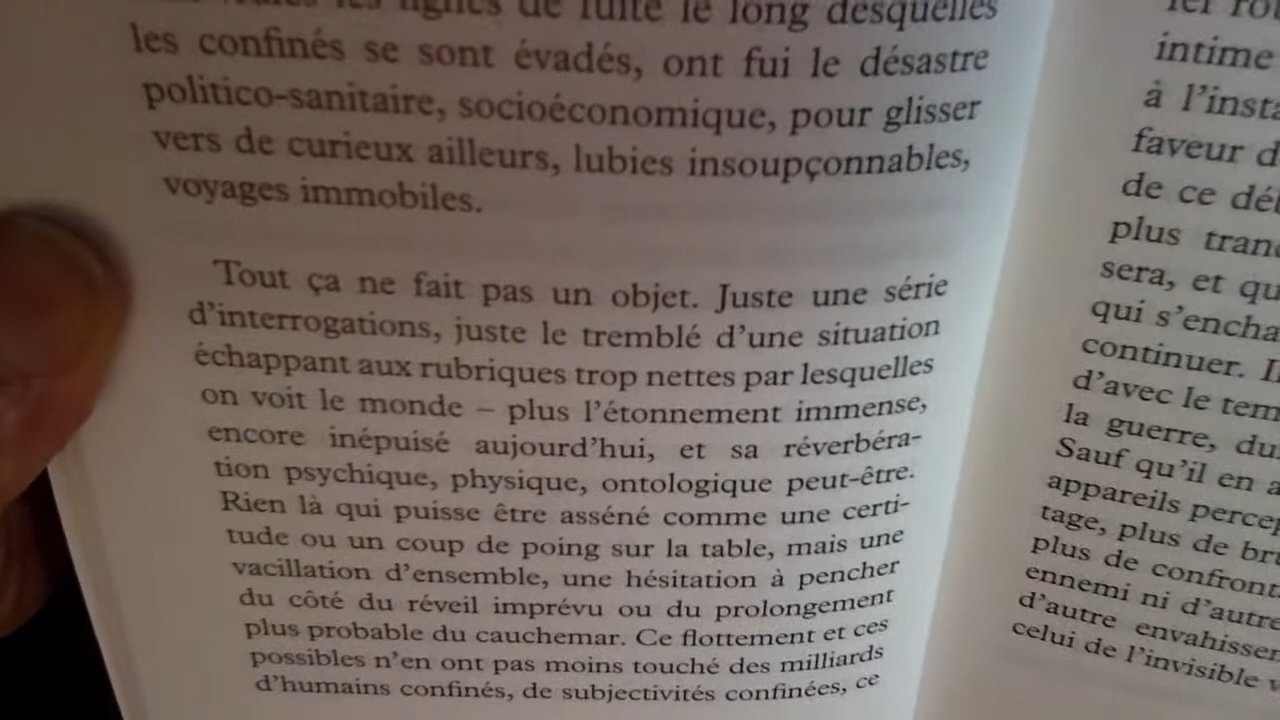 les lignes de fuite le long desquelles
les confinés se sont évadés, ont fui le désastre
politico-sanitaire, socioéconomique, pour glisser
vers de curieux ailleurs, lubies insoupçonnables,
voyages immobiles.
Tout ça ne fait pas un objet. Juste une série
d'interrogations, juste le tremblé d'une situation
échappant aux rubriques trop nettes par lesquelles
on voit le monde – plus l'étonnement immense,
encore inépuisé aujourd'hui, et sa réverbéra-
tion psychique, physique, ontologique peut-être.
Rien là qui puisse être asséné comme une certi-
tude ou un coup de poing sur la table, mais une
vacillation d'ensemble, une hésitation à pencher
du côté du réveil imprévu ou du prolongement
plus probable du cauchemar. Ce flottement et ces
possibles n'en ont pas moins touché des milliards
d'humains confinés, de subjectivités confinées, ce
intime
à l'insta
faveur d
de ce dé
plus tran
sera, et qu
qui s'encha
continuer.
d'avec le tem
la guerre, du
Sauf qu'il en a
appareils percep
tage, plus de br
plus de confront
ennemi ni d'autre
d'autre envahisser
celui de l'invisible